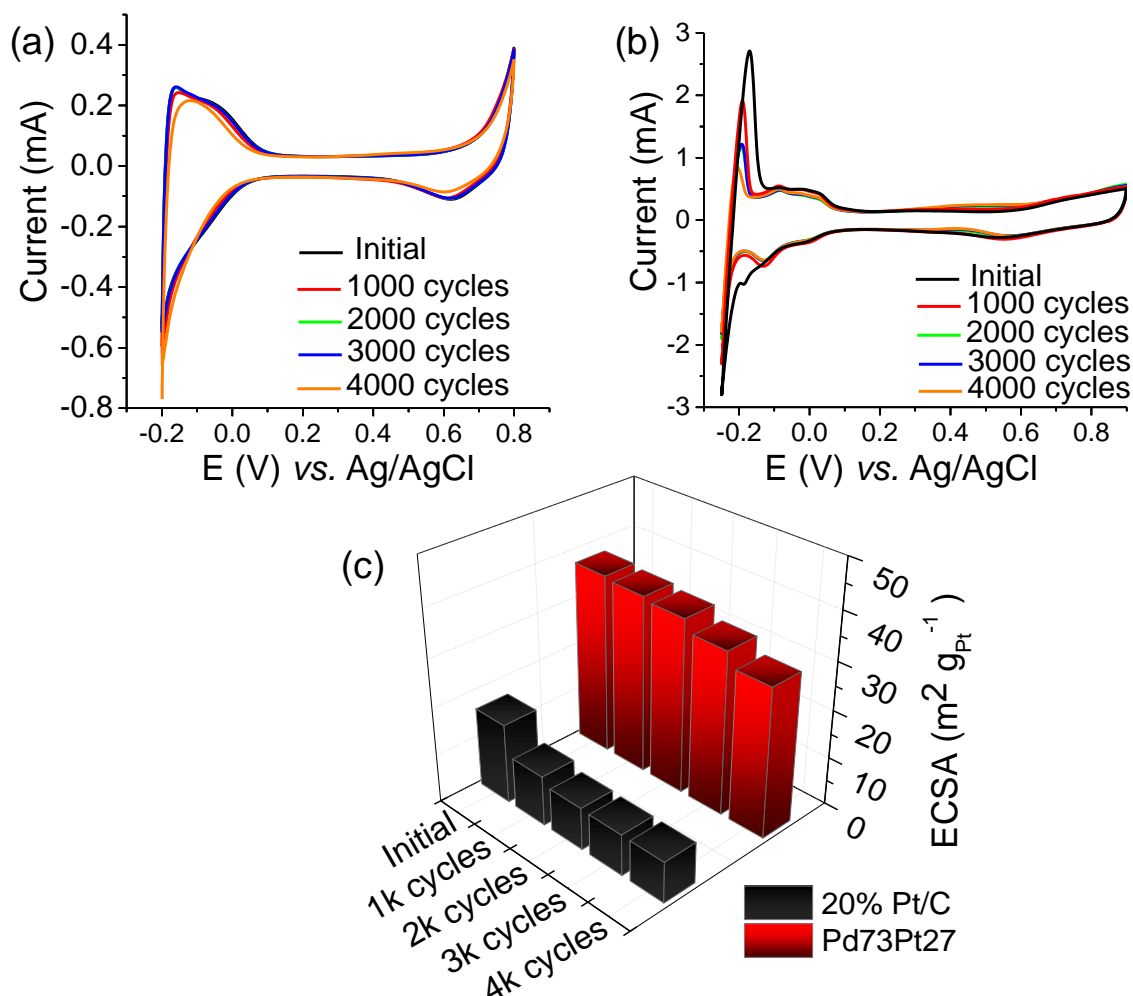 (a)
0.4
0.2
0.0
-0.2
-0.4
-0.6
-0.8
Current (mA)
Initial
1000 cycles
2000 cycles
3000 cycles
4000 cycles
-0.2 0.0 0.2 0.4 0.6 0.8
E (V) vs. Ag/AgCl
(b)
3
2
1
0
-1
-2
-3
Current (mA)
Initial
1000 cycles
2000 cycles
3000 cycles
4000 cycles
-0.2 0.0 0.2 0.4 0.6 0.8
E (V) vs. Ag/AgCl
(c)
50
40
30
20
10
0
ECSA (m² g_Pt⁻¹)
Initial
1k cycles
2k cycles
3k cycles
4k cycles
20% Pt/C
Pd73Pt27